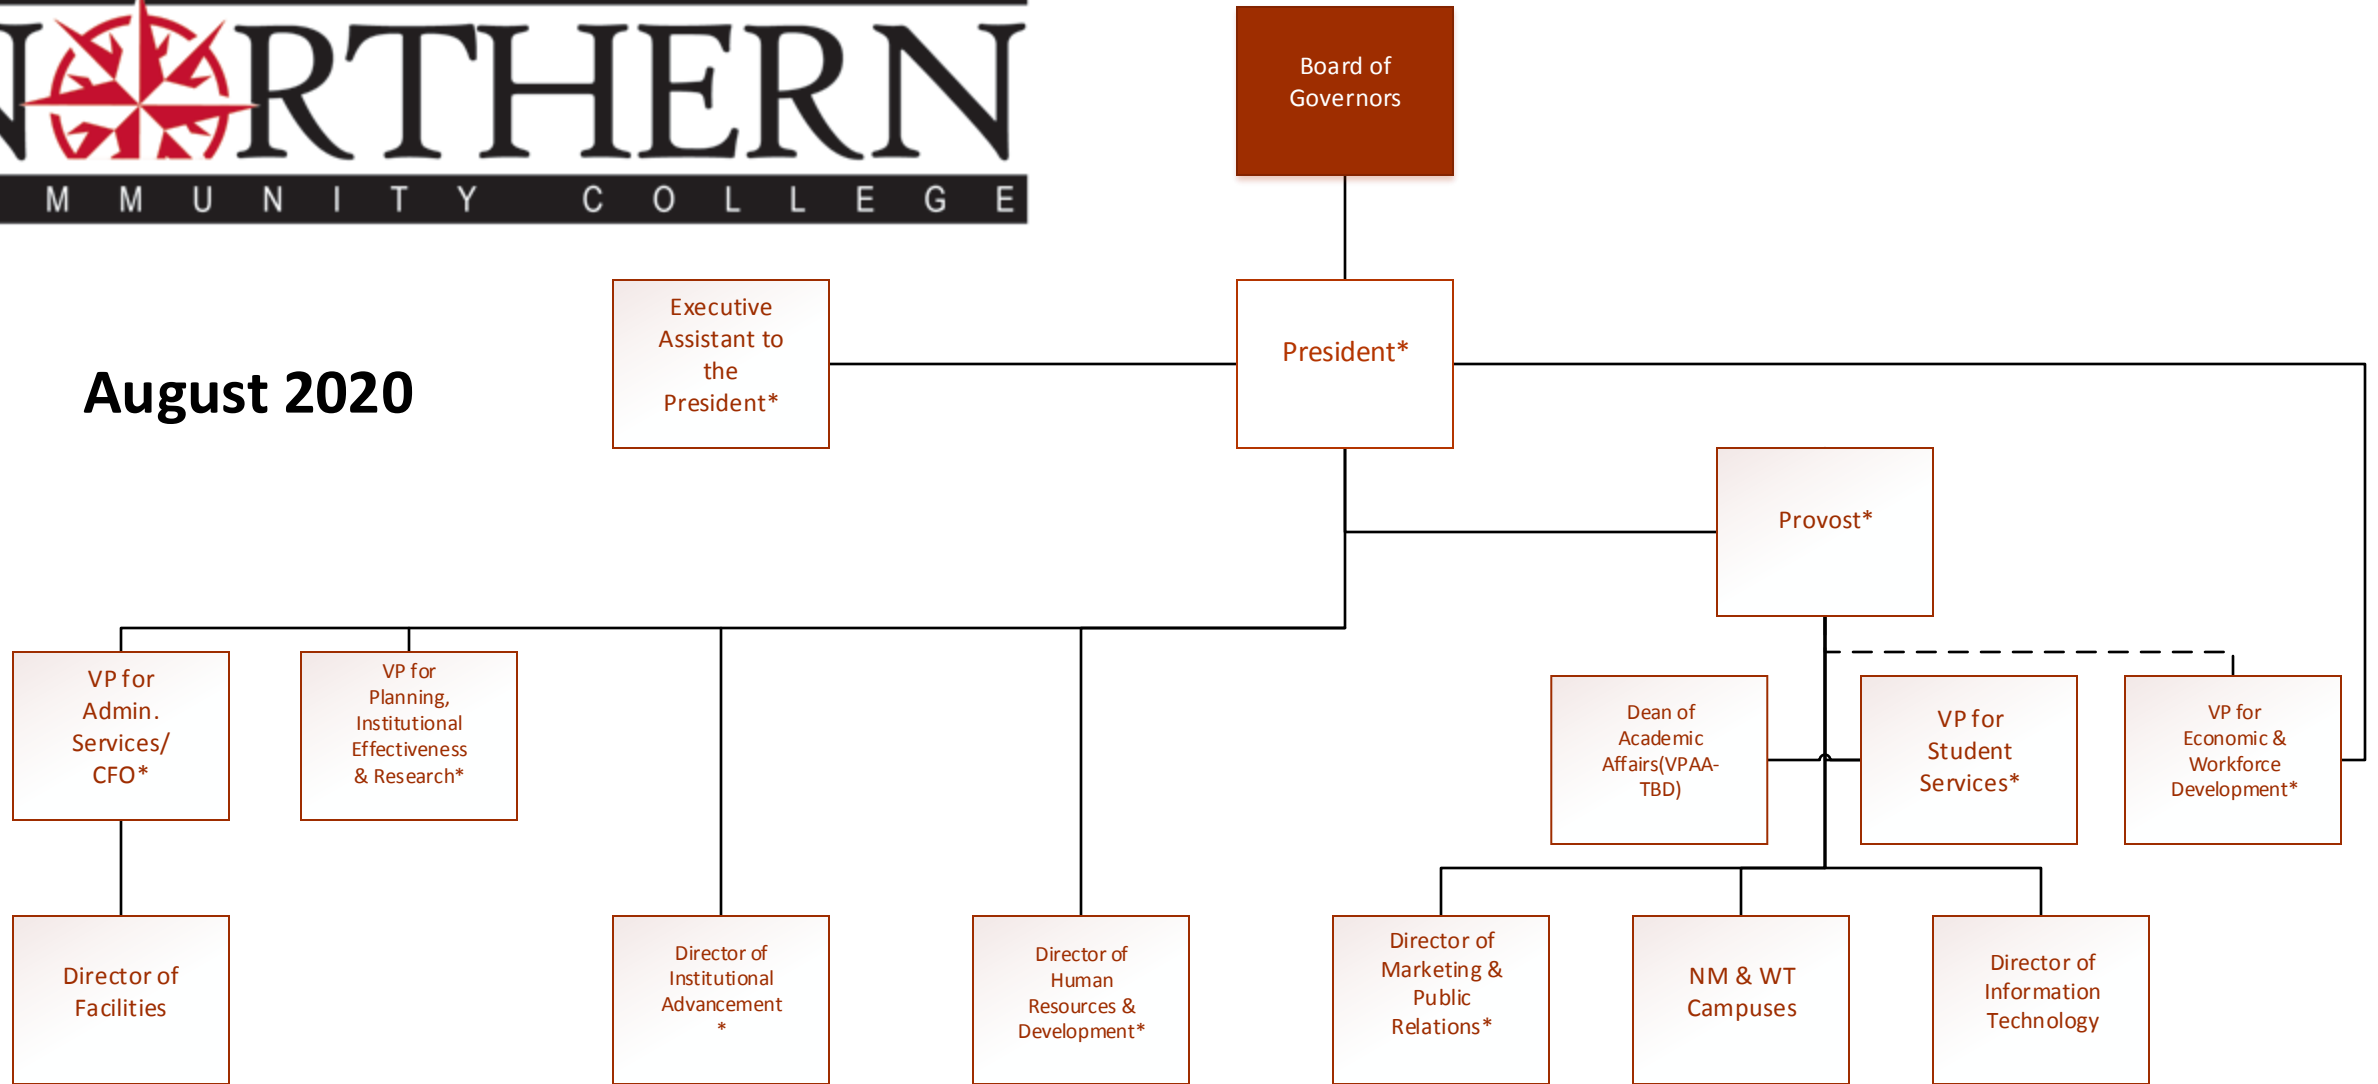 NORTHERN
MMUNITY COLLEGE
August 2020
Board of
Governors
Executive
Assistant to
the
President*
President*
Provost*
VP for
Admin.
Services/
CFO*
VP for
Planning,
Institutional
Effectiveness
& Research*
Dean of
Academic
Affairs(VPAA-
TBD)
VP for
Student
Services*
VP for
Economic &
Workforce
Development*
Director of
Facilities
Director of
Institutional
Advancement
*
Director of
Human
Resources &
Development*
Director of
Marketing &
Public
Relations*
NM & WT
Campuses
Director of
Information
Technology